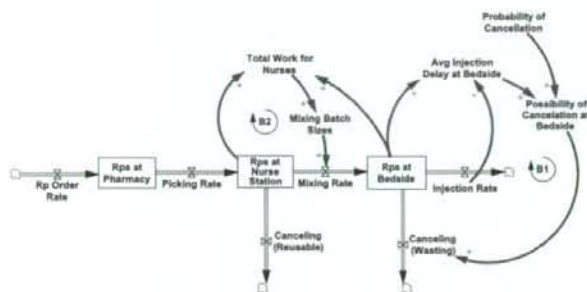 Probability of
Cancellation
Total Work for
Nurses
Avg Injection
Delay at Bedside
Mixing Batch
Sizes
Possibility of
Cancelation at
Bedside
B2
B1
Rps at
Pharmacy
Rps at
Nurse
Station
Rps at
Bedside
Rp Order
Rate
Picking Rate
Mixing Rate
Injection Rate
Canceling
(Reusable)
Canceling
(Wasting)